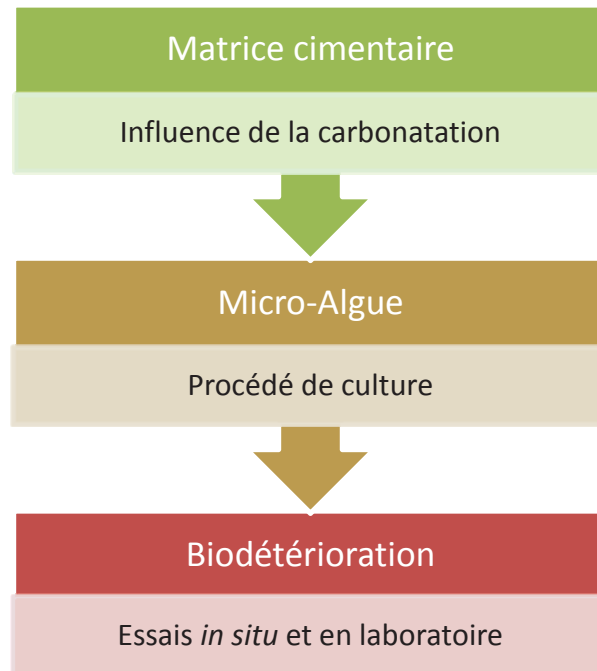 Matrice cimentaire
Influence de la carbonatation
Micro-Algue
Procédé de culture
Biodétérioration
Essais in situ et en laboratoire